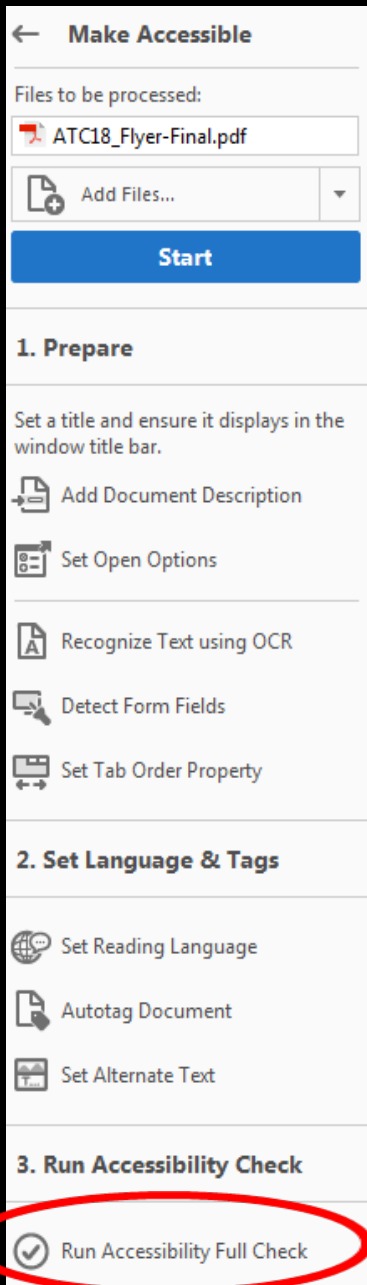 Make Accessible
Files to be processed:
ATC18_Flyer-Final.pdf
Add Files...
Start
1. Prepare
Set a title and ensure it displays in the
window title bar.
Add Document Description
Set Open Options
Recognize Text using OCR
Detect Form Fields
Set Tab Order Property
2. Set Language & Tags
Set Reading Language
Autotag Document
Set Alternate Text
3. Run Accessibility Check
Run Accessibility Full Check